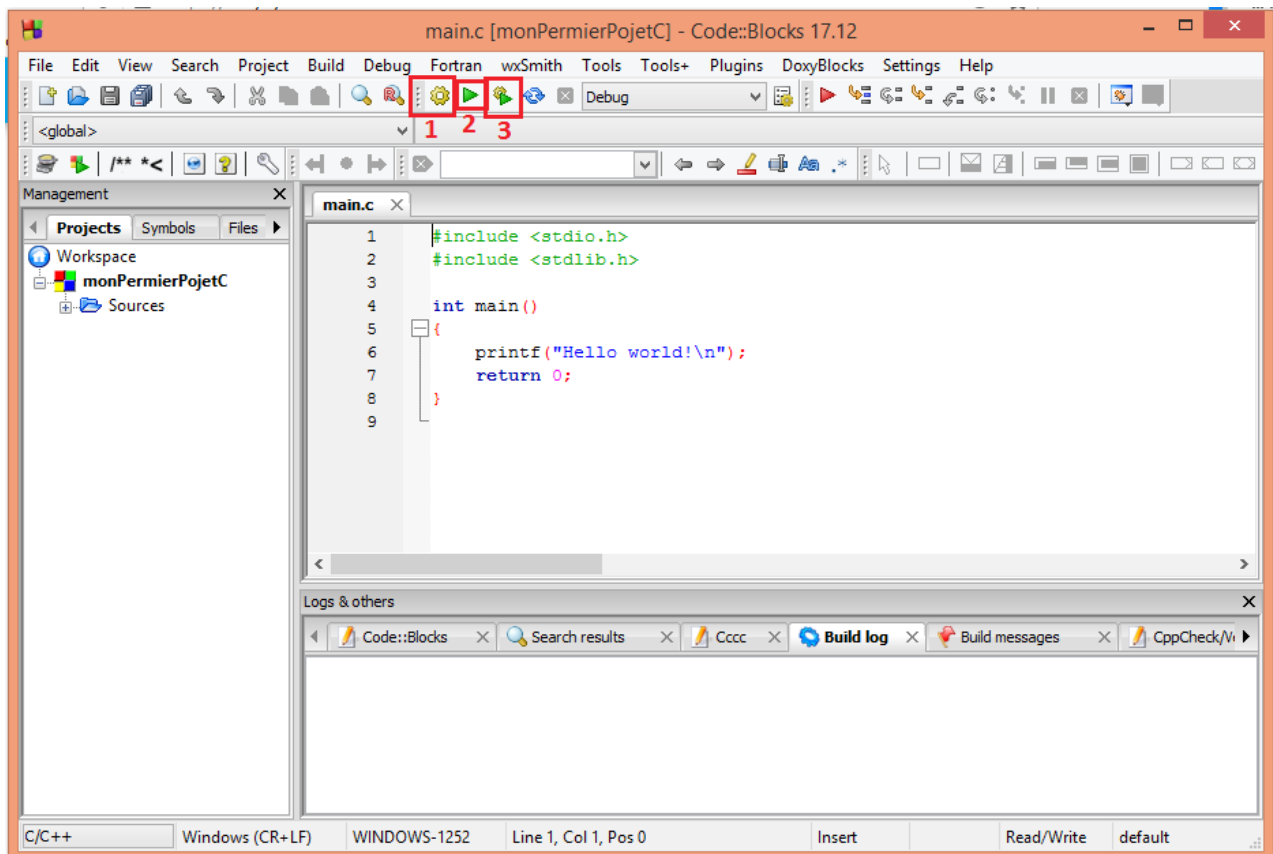 main.c [monPermierPojetC] - Code::Blocks 17.12
File Edit View Search Project Build Debug Fortran wxSmith Tools Tools+ Plugins DoxyBlocks Settings Help
Debug
<global>
1 2 3
/** *<
Management
Projects Symbols Files
Workspace
monPermierPojetC
Sources
main.c
1 #include <stdio.h>
2 #include <stdlib.h>
3
4 int main()
5 {
6 printf("Hello world!\n");
7 return 0;
8 }
9
Logs & others
Code::Blocks Search results Cccc Build log Build messages
C/C++ Windows (CR+LF) WINDOWS-1252 Line 1, Col 1, Pos 0 Insert Read/Write default